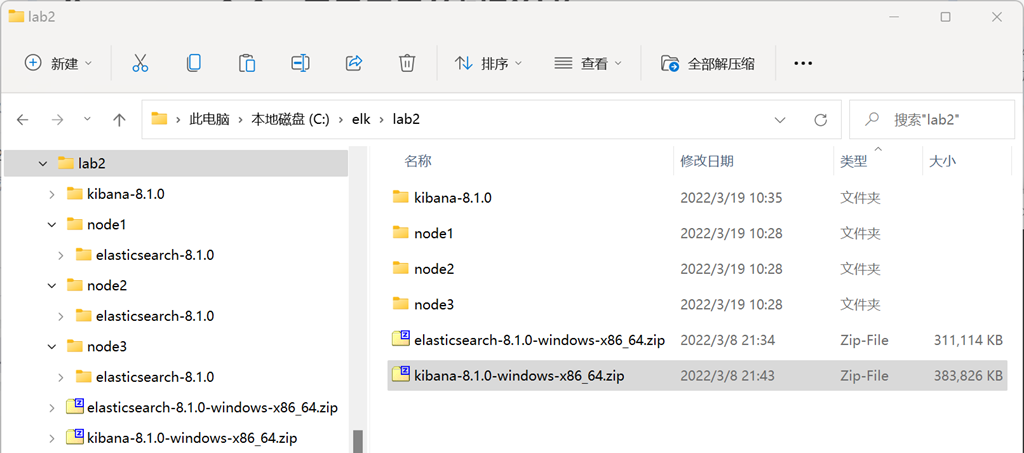 lab2
新建
排序
查看
全部解压缩
此电脑 › 本地磁盘 (C:) › elk › lab2
搜索"lab2"
lab2
kibana-8.1.0
node1
elasticsearch-8.1.0
node2
elasticsearch-8.1.0
node3
elasticsearch-8.1.0
elasticsearch-8.1.0-windows-x86_64.zip
kibana-8.1.0-windows-x86_64.zip
名称 修改日期 类型 大小
kibana-8.1.0 2022/3/19 10:35 文件夹
node1 2022/3/19 10:28 文件夹
node2 2022/3/19 10:28 文件夹
node3 2022/3/19 10:28 文件夹
elasticsearch-8.1.0-windows-x86_64.zip 2022/3/8 21:34 Zip-File 311,114 KB
kibana-8.1.0-windows-x86_64.zip 2022/3/8 21:43 Zip-File 383,826 KB